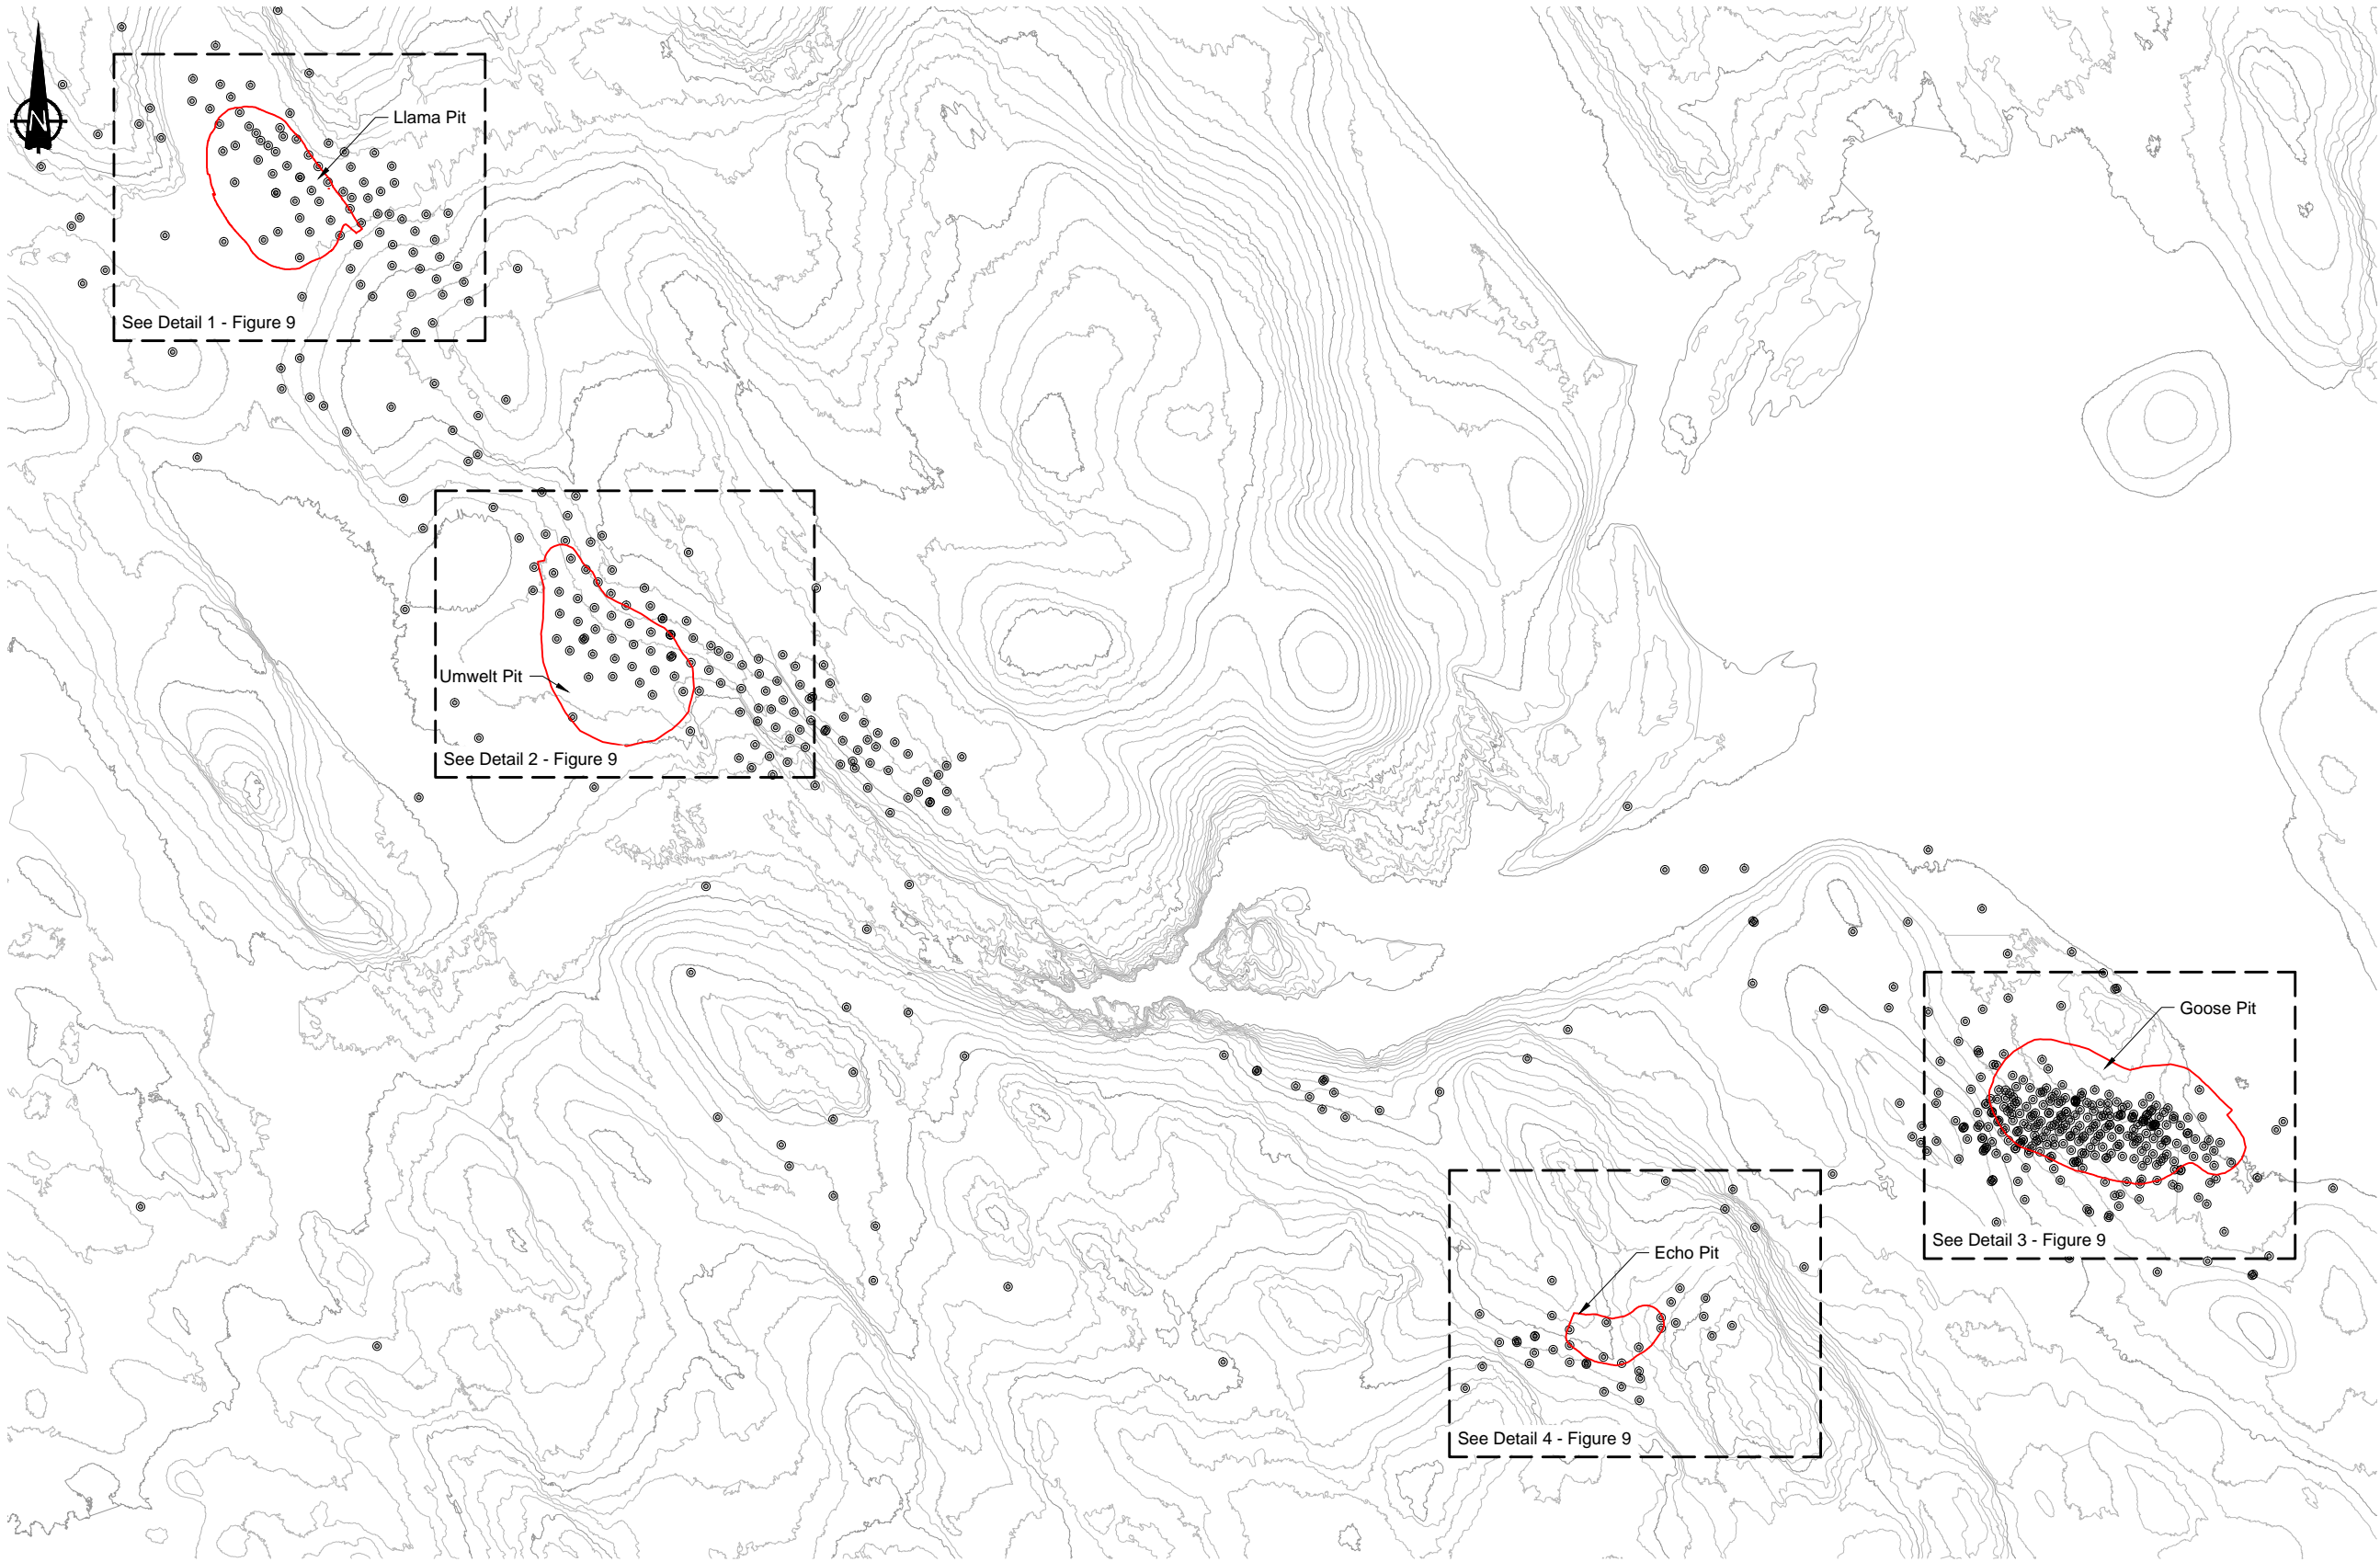 N
Llama Pit
See Detail 1 - Figure 9
Umwelt Pit
See Detail 2 - Figure 9
Goose Pit
See Detail 3 - Figure 9
Echo Pit
See Detail 4 - Figure 9